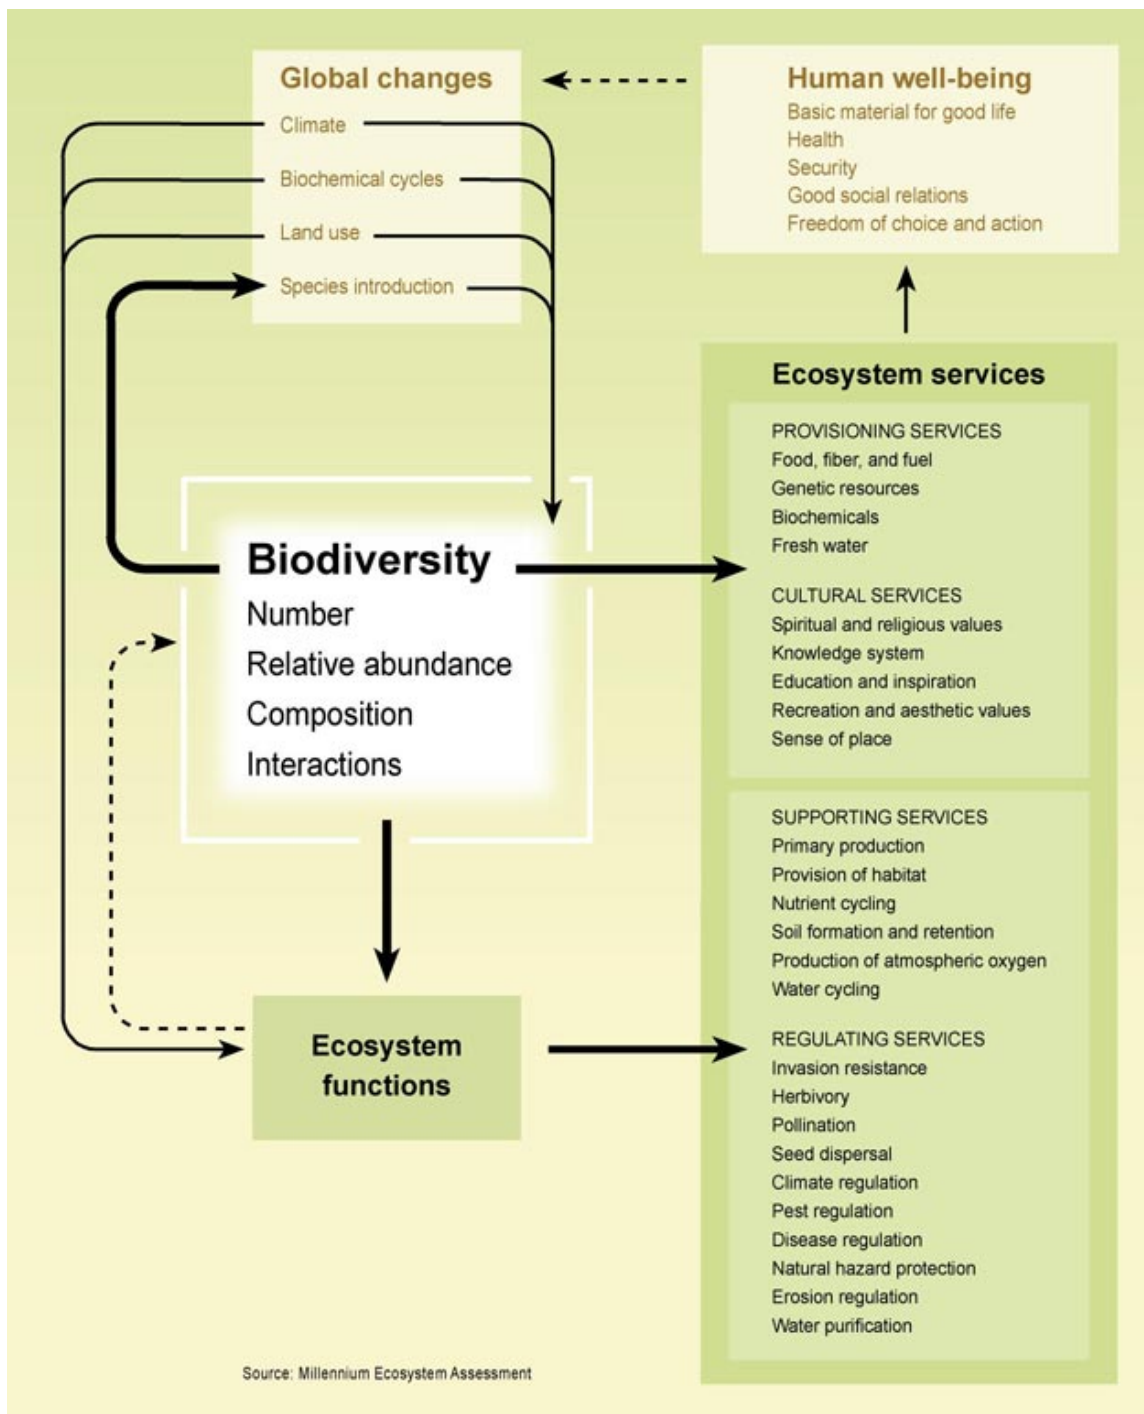 Global changes
Climate
Biochemical cycles
Land use
Species introduction
Human well-being
Basic material for good life
Health
Security
Good social relations
Freedom of choice and action
Biodiversity
Number
Relative abundance
Composition
Interactions
Ecosystem
functions
Ecosystem services
PROVISIONING SERVICES
Food, fiber, and fuel
Genetic resources
Biochemicals
Fresh water
CULTURAL SERVICES
Spiritual and religious values
Knowledge system
Education and inspiration
Recreation and aesthetic values
Sense of place
SUPPORTING SERVICES
Primary production
Provision of habitat
Nutrient cycling
Soil formation and retention
Production of atmospheric oxygen
Water cycling
REGULATING SERVICES
Invasion resistance
Herbivory
Pollination
Seed dispersal
Climate regulation
Pest regulation
Disease regulation
Natural hazard protection
Erosion regulation
Water purification
Source: Millennium Ecosystem Assessment